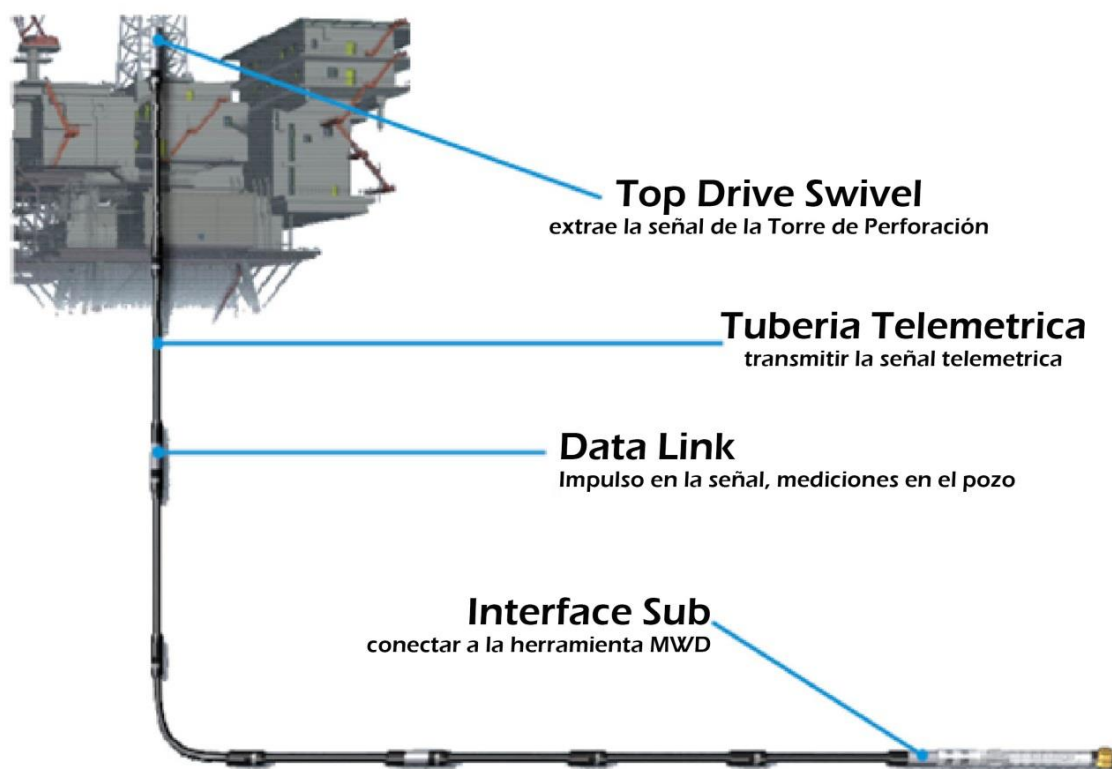 Top Drive Swivel
extrae la señal de la Torre de Perforación
Tuberia Telemetrica
transmitir la señal telemetrica
Data Link
Impulso en la señal, mediciones en el pozo
Interface Sub
conectar a la herramienta MWD